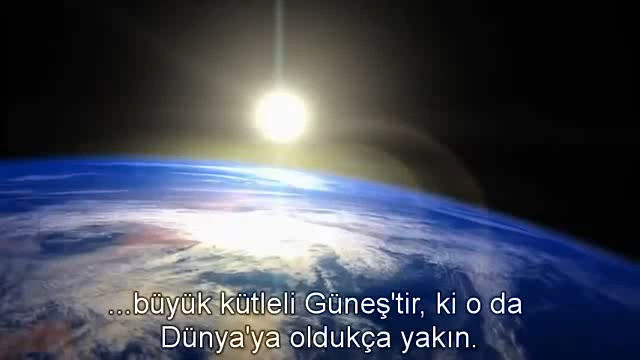 ...büyük kütleli Güneş'tir, ki o da
Dünya'ya oldukça yakın.